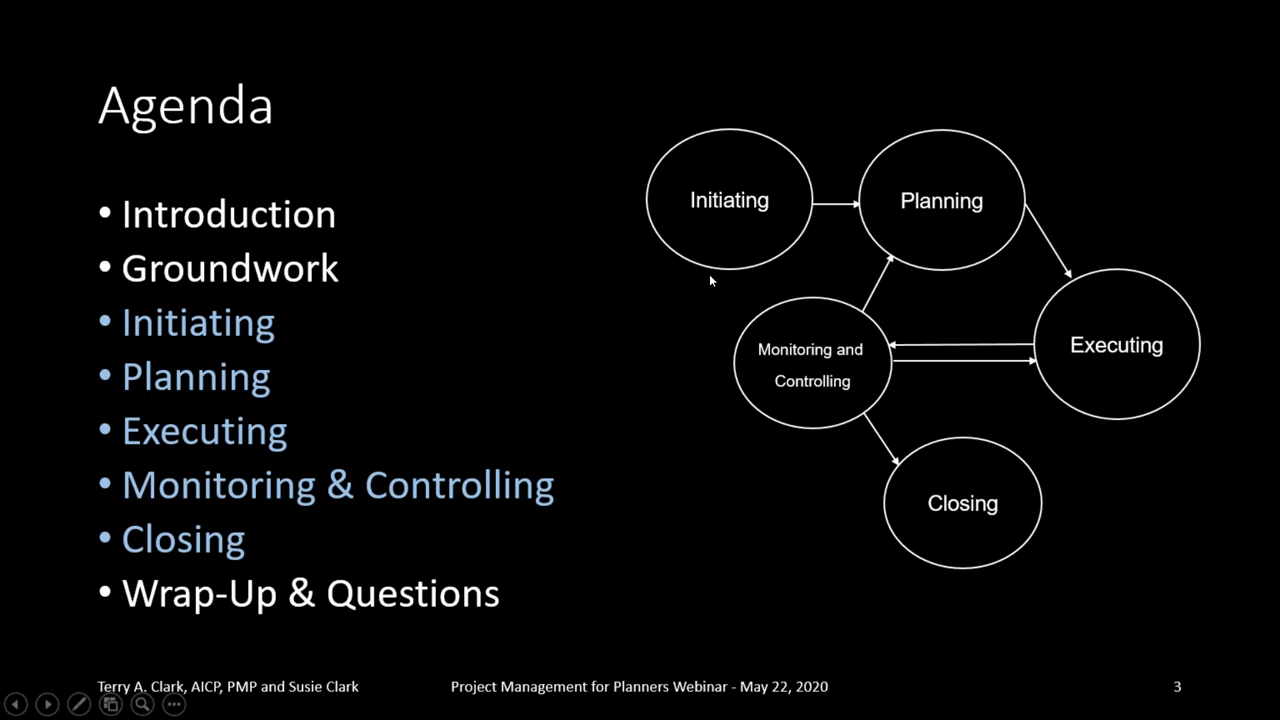 Agenda
• Introduction
• Groundwork
• Initiating
• Planning
• Executing
• Monitoring & Controlling
• Closing
• Wrap-Up & Questions
Initiating
Planning
Executing
Monitoring and
Controlling
Closing
Terry A. Clark, AICP, PMP and Susie Clark
Project Management for Planners Webinar - May 22, 2020
3